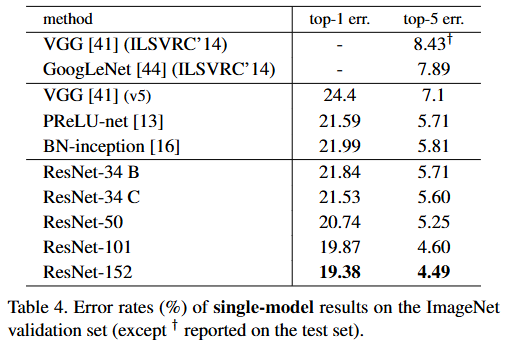 method top-1 err. top-5 err.
VGG [41] (ILSVRC’14) - 8.43†
GoogLeNet [44] (ILSVRC’14) - 7.89
VGG [41] (v5) 24.4 7.1
PReLU-net [13] 21.59 5.71
BN-inception [16] 21.99 5.81
ResNet-34 B 21.84 5.71
ResNet-34 C 21.53 5.60
ResNet-50 20.74 5.25
ResNet-101 19.87 4.60
ResNet-152 19.38 4.49
Table 4. Error rates (%) of single-model results on the ImageNet
validation set (except † reported on the test set).